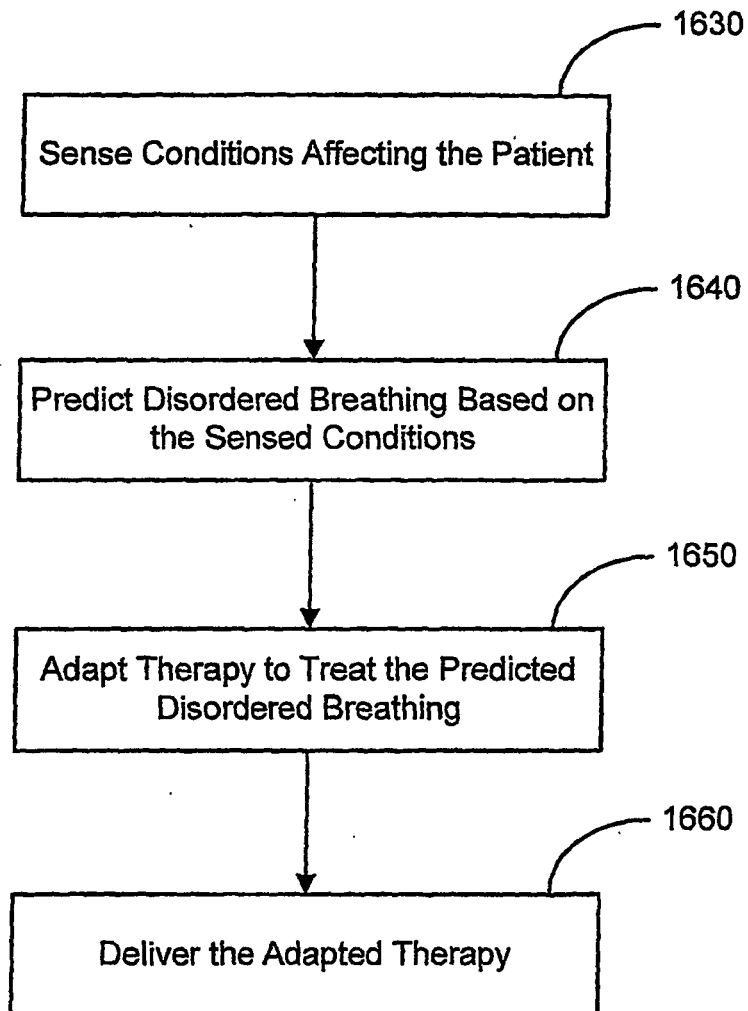 1630
Sense Conditions Affecting the Patient
1640
Predict Disordered Breathing Based on
the Sensed Conditions
1650
Adapt Therapy to Treat the Predicted
Disordered Breathing
1660
Deliver the Adapted Therapy